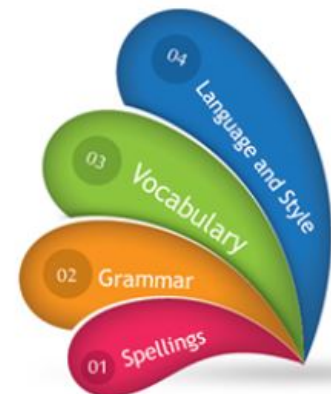 04
Language and Style
03
Vocabulary
02
Grammar
01
Spellings